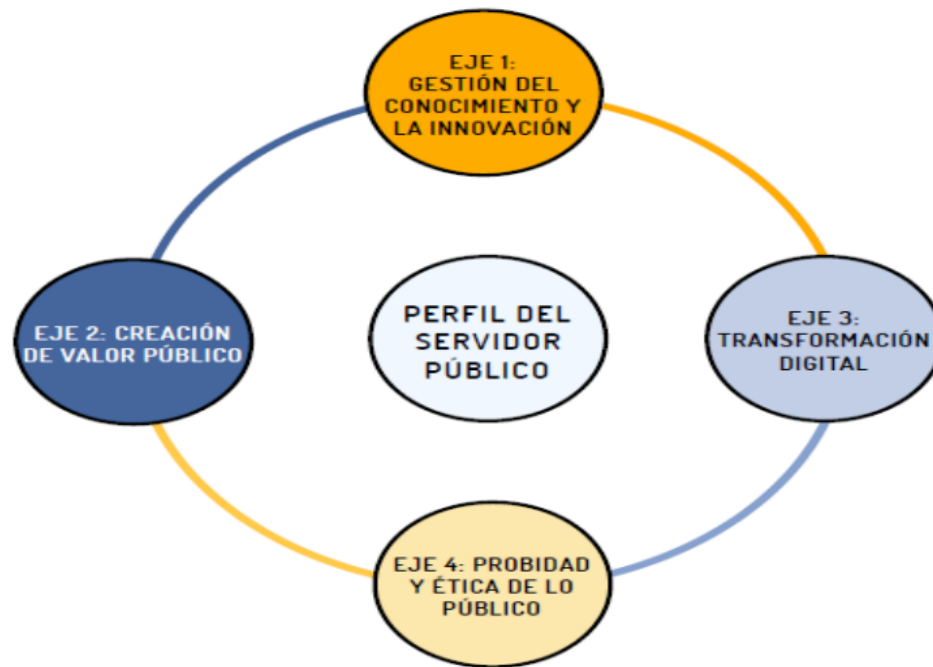 EJE 1:
GESTIÓN DEL
CONOCIMIENTO Y
LA INNOVACIÓN
EJE 2: CREACIÓN
DE VALOR PÚBLICO
PERFIL DEL
SERVIDOR
PÚBLICO
EJE 3:
TRANSFORMACIÓN
DIGITAL
EJE 4: PROBIDAD
Y ÉTICA DE LO
PÚBLICO